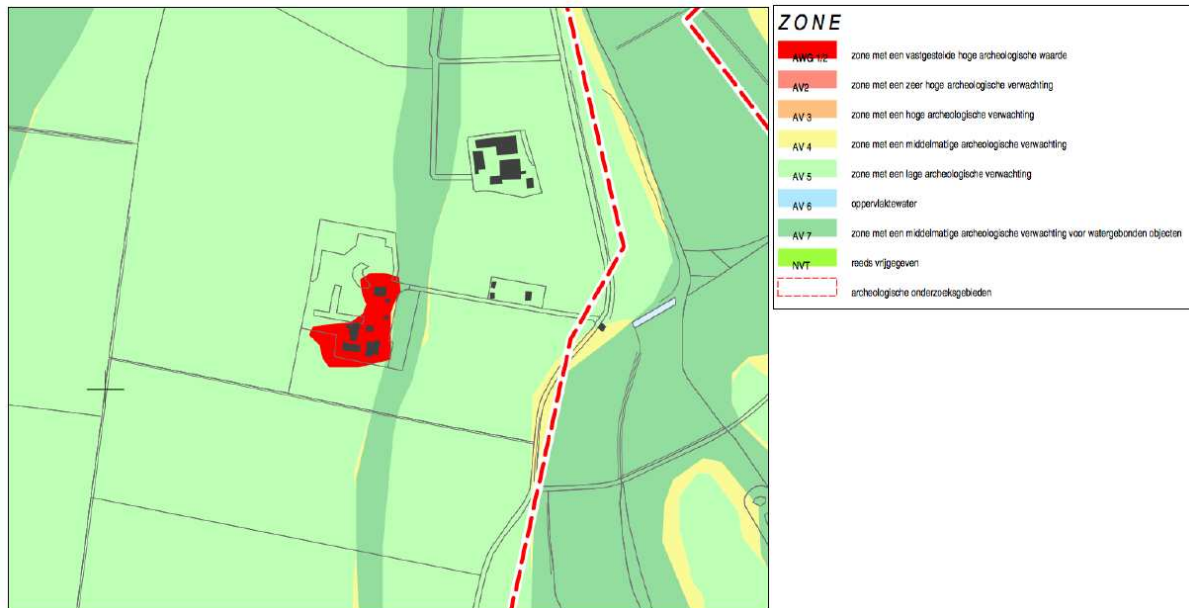 ZONE
AWG 1/2 zone met een vastgestelde hoge archeologische waarde
AV2 zone met een zeer hoge archeologische verwachting
AV 3 zone met een hoge archeologische verwachting
AV 4 zone met een middelmatige archeologische verwachting
AV 5 zone met een lage archeologische verwachting
AV 6 oppervlaktewater
AV 7 zone met een middelmatige archeologische verwachting voor watergebonden objecten
NVT reeds vrijgegeven
archeologische onderzoeksgebieden